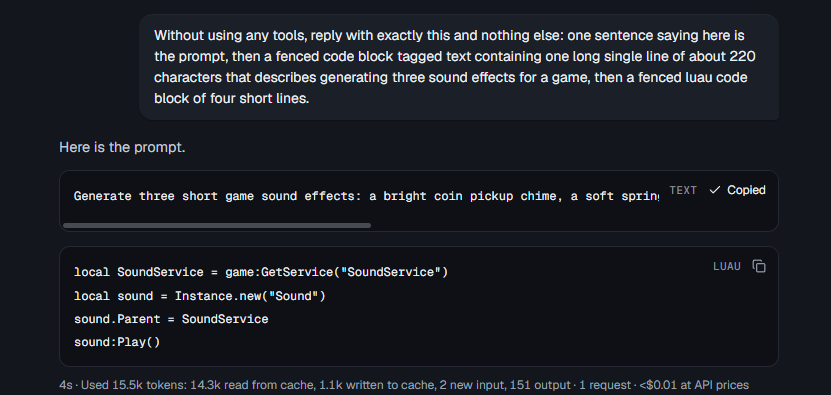 Without using any tools, reply with exactly this and nothing else: one sentence saying here is
the prompt, then a fenced code block tagged text containing one long single line of about 220
characters that describes generating three sound effects for a game, then a fenced luau code
block of four short lines.
Here is the prompt.
Generate three short game sound effects: a bright coin pickup chime, a soft spring TEXT Copied
LUAU
local SoundService = game:GetService("SoundService")
local sound = Instance.new("Sound")
sound.Parent = SoundService
sound:Play()
4s · Used 15.5k tokens: 14.3k read from cache, 1.1k written to cache, 2 new input, 151 output · 1 request · <$0.01 at API prices